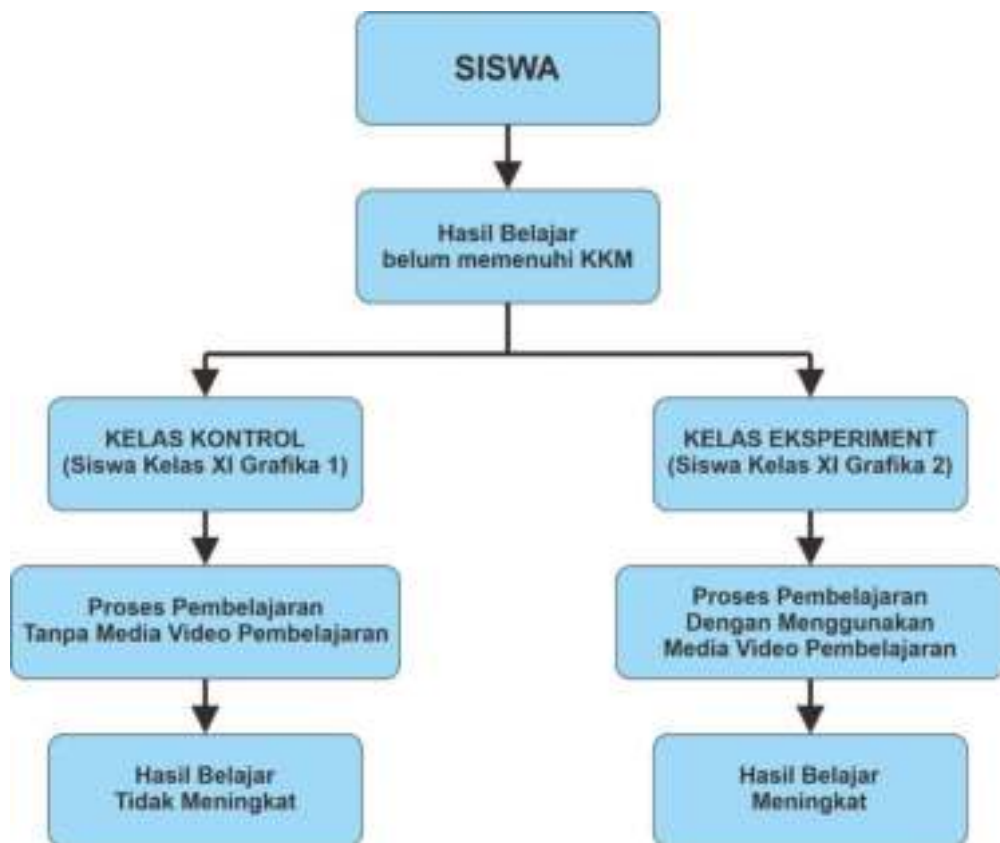 SISWA
Hasil Belajar
belum memenuhi KKM
KELAS KONTROL
(Siswa Kelas XI Grafika 1)
KELAS EKSPERIMENT
(Siswa Kelas XI Grafika 2)
Proses Pembelajaran
Tanpa Media Video Pembelajaran
Proses Pembelajaran
Dengan Menggunakan
Media Video Pembelajaran
Hasil Belajar
Tidak Meningkat
Hasil Belajar
Meningkat